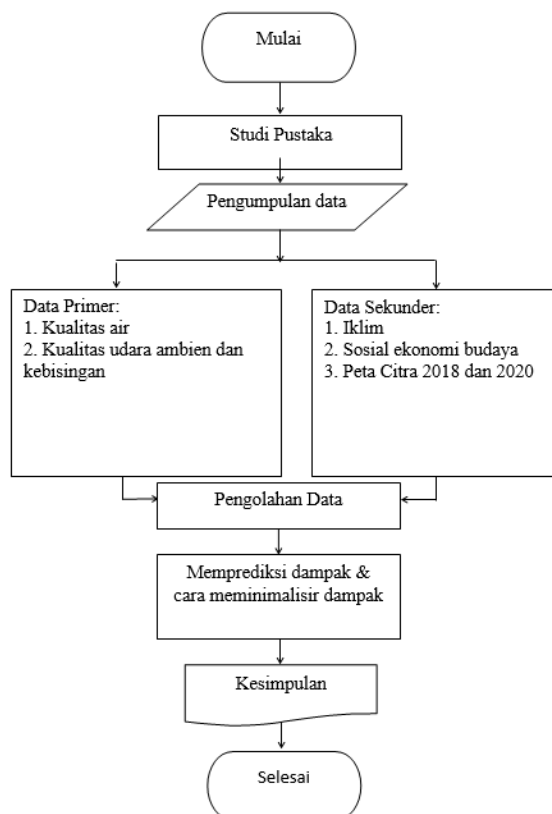 Mulai
Studi Pustaka
Pengumpulan data
Data Primer:
1. Kualitas air
2. Kualitas udara ambien dan
kebisingan
Data Sekunder:
1. Iklim
2. Sosial ekonomi budaya
3. Peta Citra 2018 dan 2020
Pengolahan Data
Memprediksi dampak &
cara meminimalisir dampak
Kesimpulan
Selesai